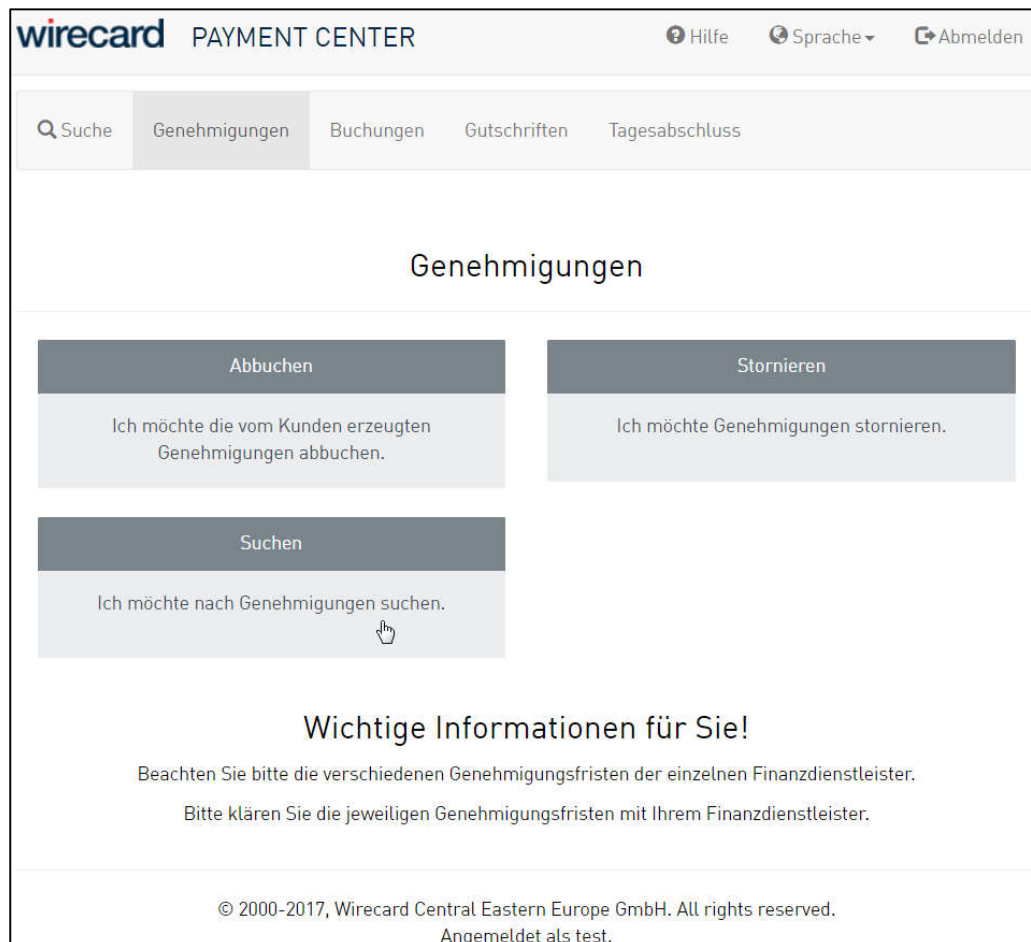 wirecard PAYMENT CENTER Hilfe Sprache Abmelden
Suche Genehmigungen Buchungen Gutschriften Tagesabschluss
Genehmigungen
Abbuchen
Ich möchte die vom Kunden erzeugten
Genehmigungen abbuchen.
Stornieren
Ich möchte Genehmigungen stornieren.
Suchen
Ich möchte nach Genehmigungen suchen.
Wichtige Informationen für Sie!
Beachten Sie bitte die verschiedenen Genehmigungsfristen der einzelnen Finanzdienstleister.
Bitte klären Sie die jeweiligen Genehmigungsfristen mit Ihrem Finanzdienstleister.
© 2000-2017, Wirecard Central Eastern Europe GmbH. All rights reserved.
Angemeldet als test.